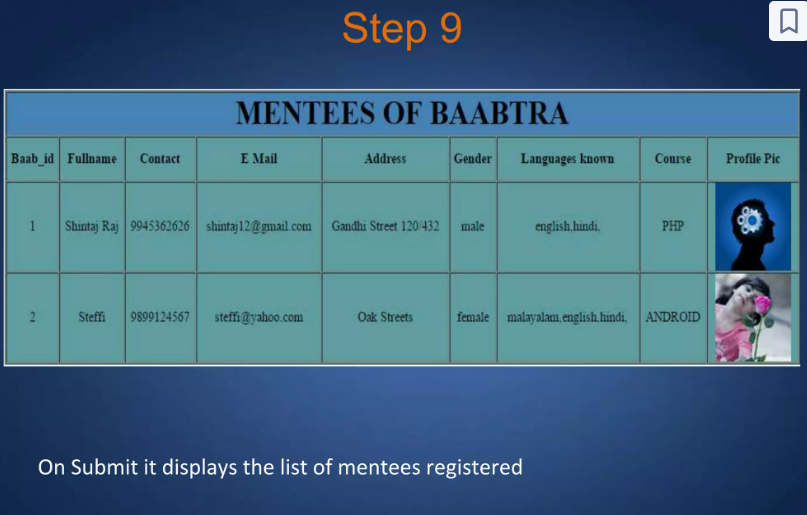 Step 9
MENTEES OF BAABTRA
Baab_id Fullname Contact E Mail Address Gender Languages known Course Profile Pic
1 Shintaj Raj 9945362626 shintaj12@gmail.com Gandhi Street 120/432 male english,hindi, PHP
2 Steffi 9899124567 steffi@yahoo.com Oak Streets female malayalam,english,hindi, ANDROID
On Submit it displays the list of mentees registered